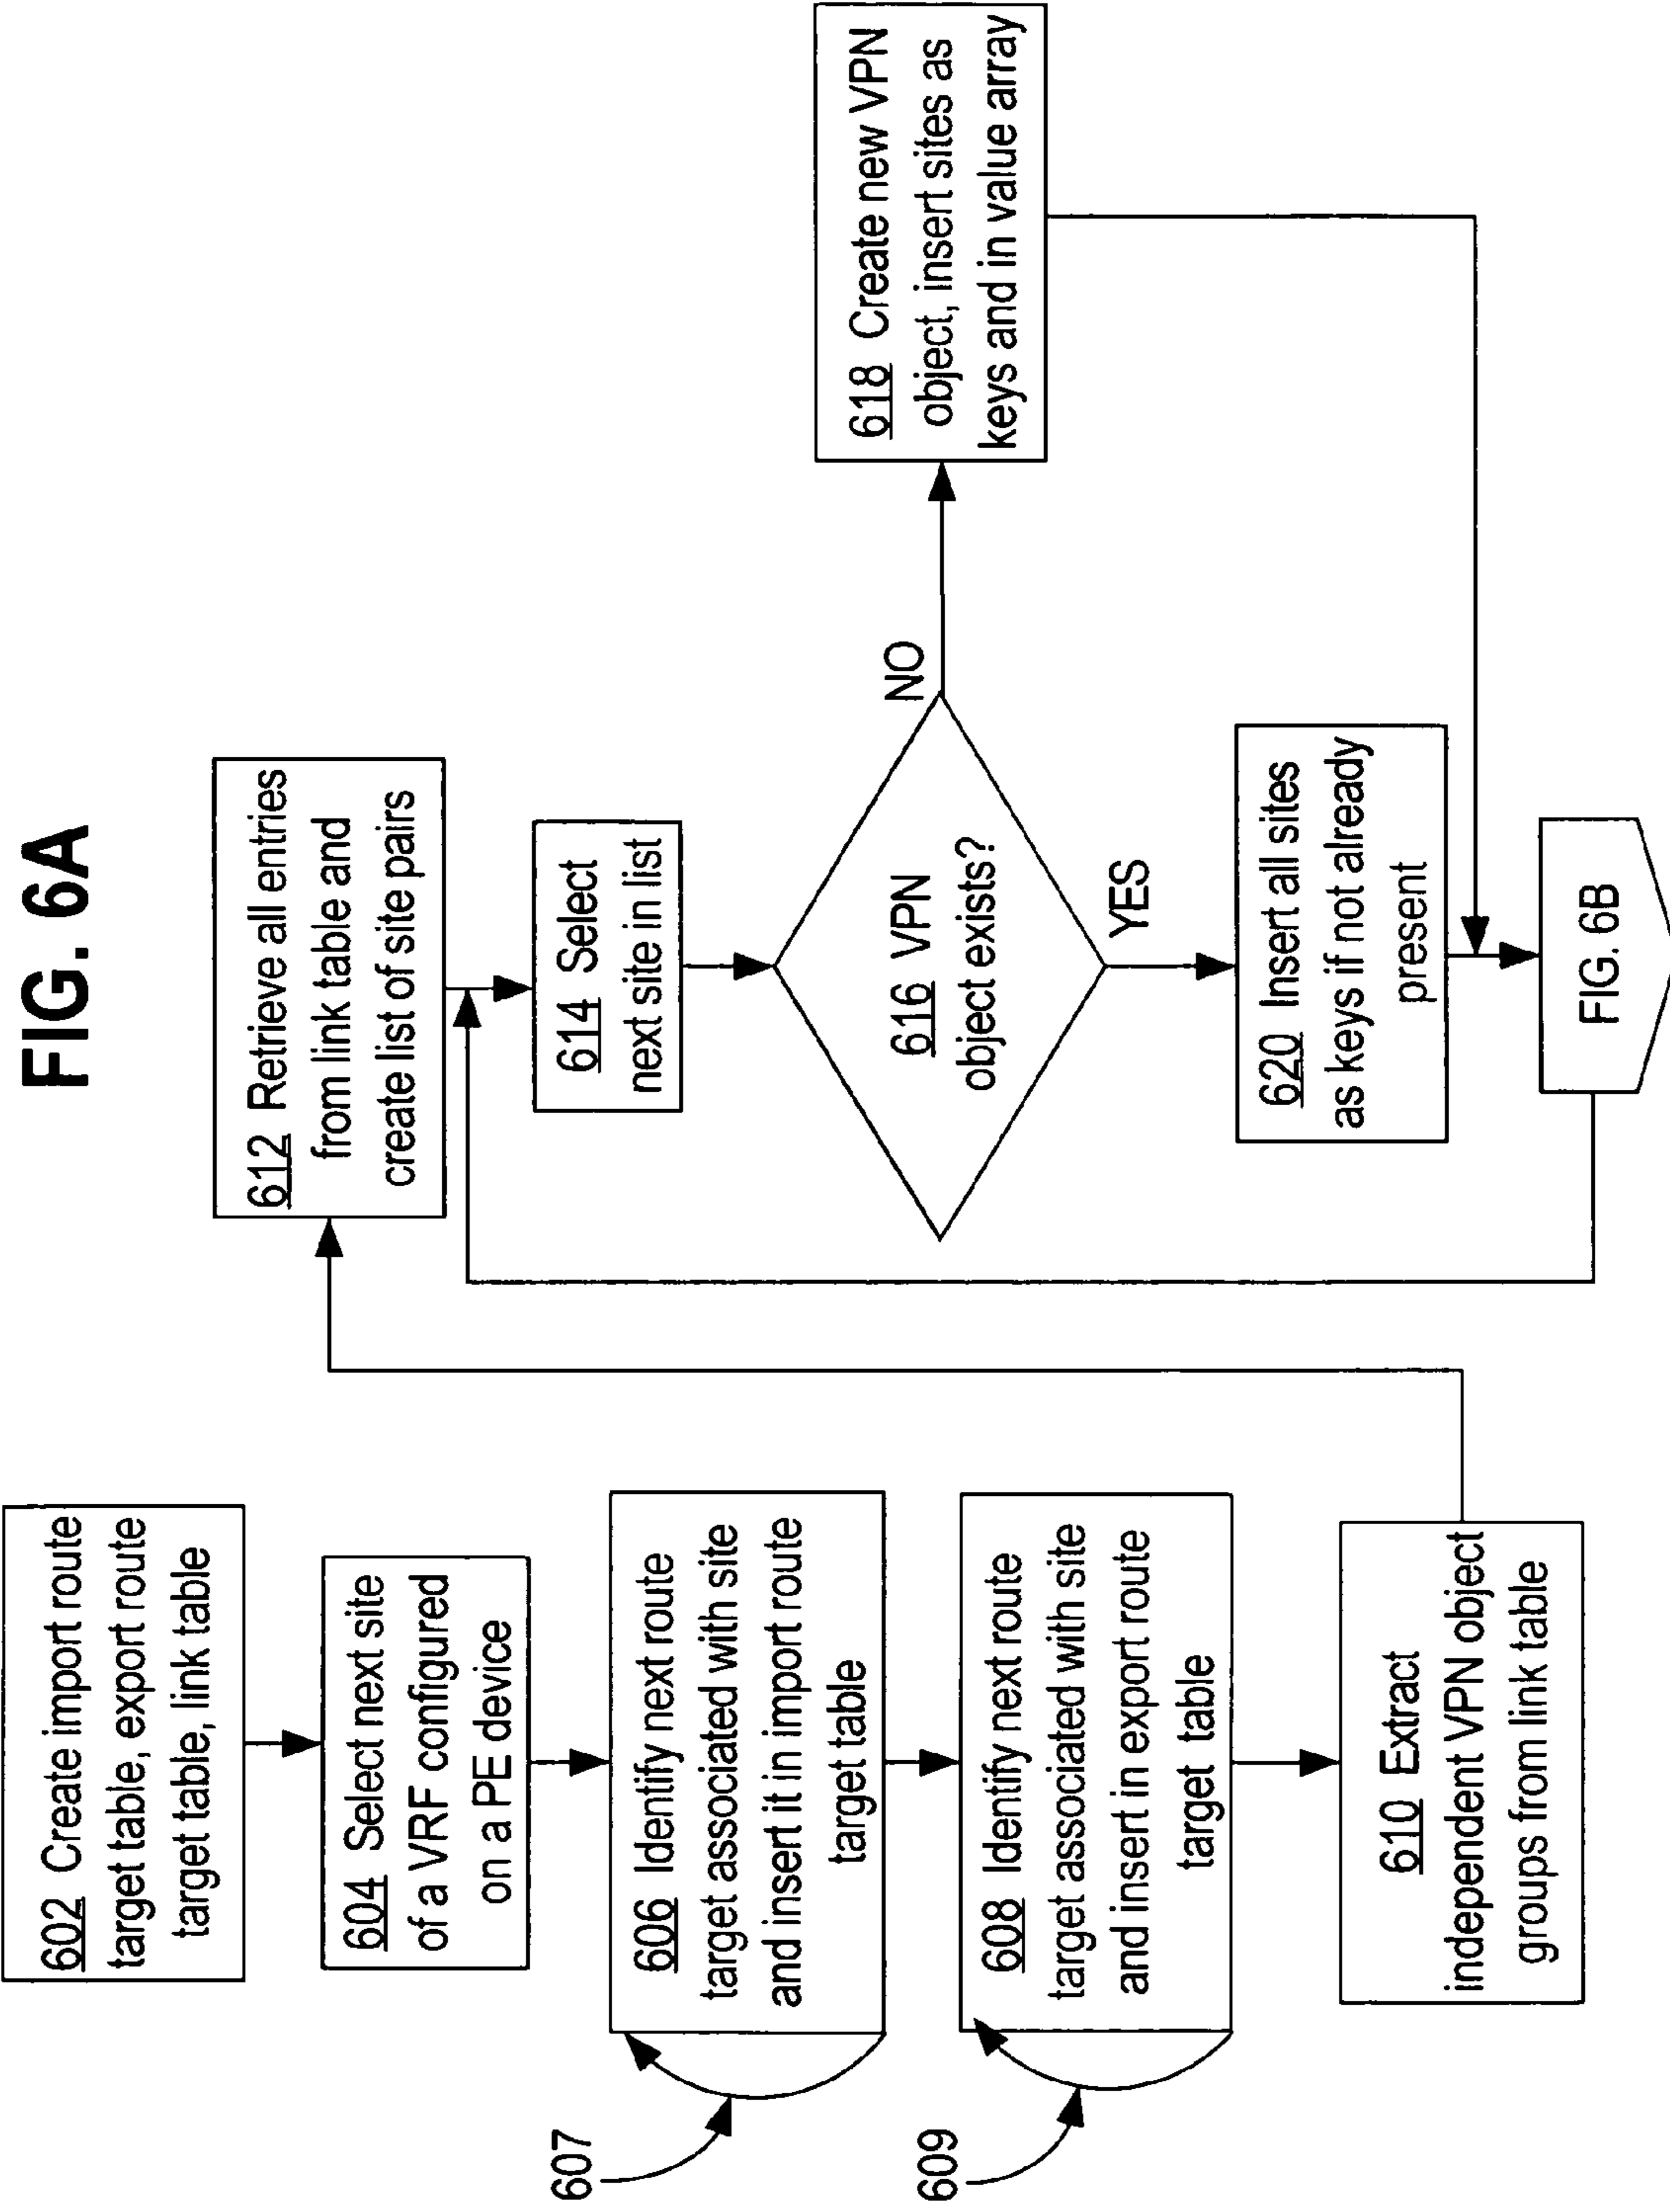 FIG. 6A
602 Create import route
target table, export route
target table, link table
604 Select next site
of a VRF configured
on a PE device
606 Identify next route
target associated with site
and insert it in import route
target table
607
608 Identify next route
target associated with site
and insert in export route
target table
609
610 Extract
independent VPN object
groups from link table
612 Retrieve all entries
from link table and
create list of site pairs
614 Select
next site in list
616 VPN
object exists?
NO
YES
618 Create new VPN
object, insert sites as
keys and in value array
620 Insert all sites
as keys if not already
present
FIG. 6B